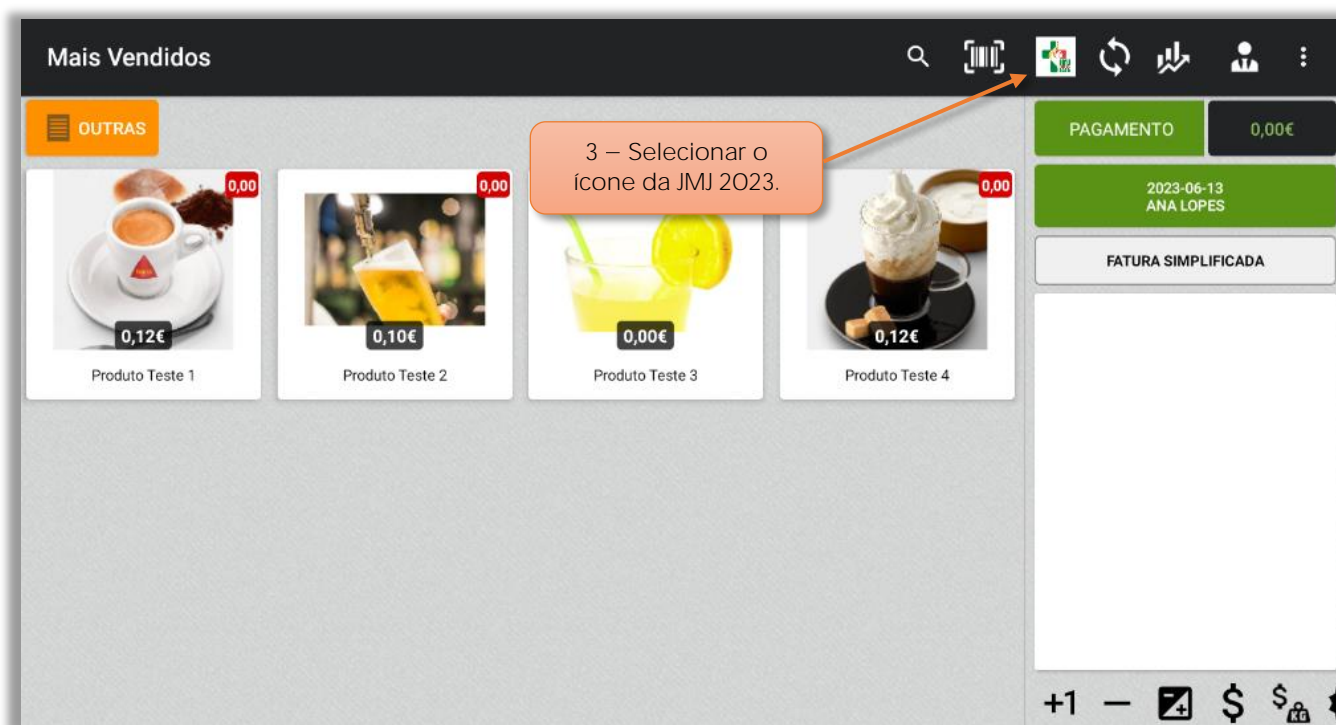 Mais Vendidos
OUTRAS
3 – Selecionar o
ícone da JMJ 2023.
PAGAMENTO
0,00€
2023-06-13
ANA LOPES
FATURA SIMPLIFICADA
0,00
0,00
0,00
0,12€
0,10€
0,00€
0,12€
Produto Teste 1
Produto Teste 2
Produto Teste 3
Produto Teste 4
+1
$
$
KG